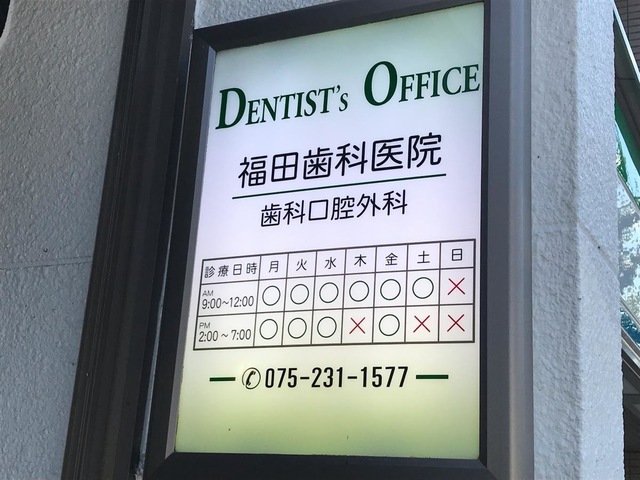 DENTIST's OFFICE
福田歯科医院
歯科口腔外科
診療日時 月 火 水 木 金 土 日
AM 9:00~12:00 ○ ○ ○ ○ ○ ○ ×
PM 2:00~7:00 ○ ○ ○ × ○ × ×
✆075-231-1577